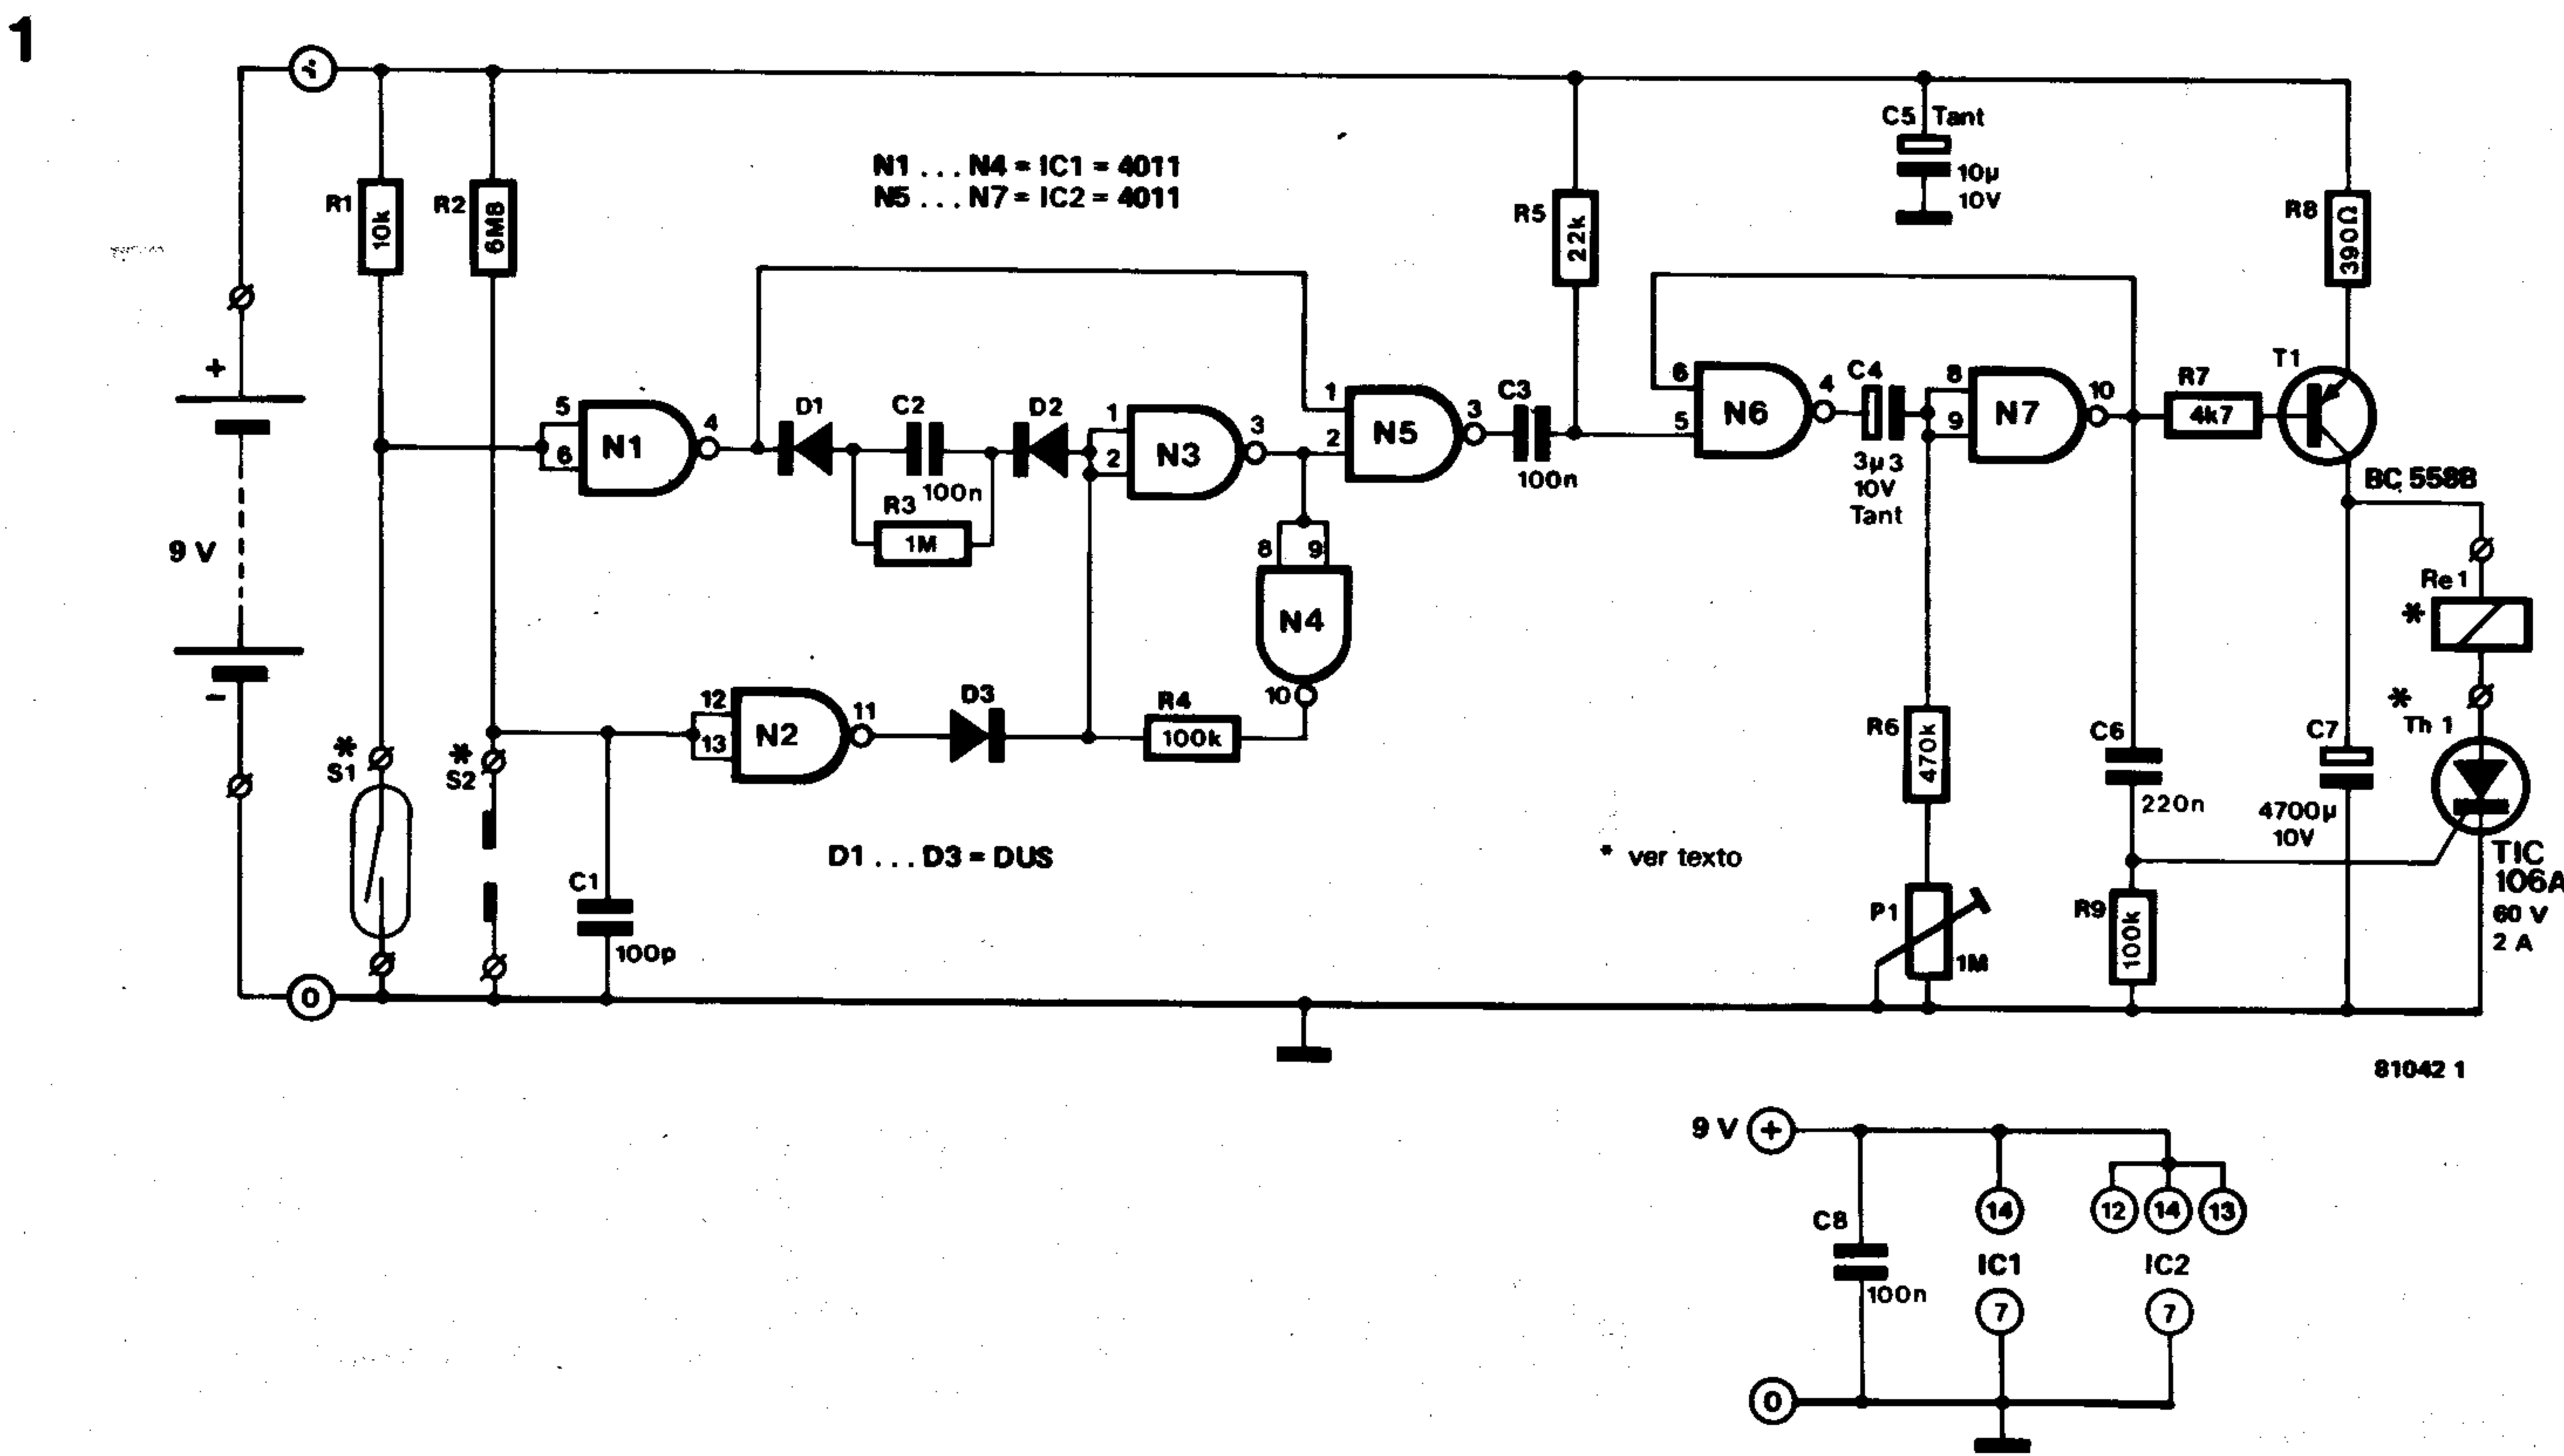 1
+
N1 ... N4 = IC1 = 4011
N5 ... N7 = IC2 = 4011
C5 Tant
10µ
10V
R1
10k
R2
6M8
R5
22k
R8
390Ω
+
9 V
–
5
6
N1
4
D1
C2
100n
R3
1M
D2
1
2
N3
3
1
2
N5
3
C3
100n
6
5
N6
4
C4
3µ3
10V
Tant
8
9
N7
10
R7
4k7
T1
BC 558B
8
9
N4
10
Re 1
*
12
13
N2
11
D3
R4
100k
R6
470k
C6
220n
C7
4700µ
10V
*
Th 1
TIC
106A
60 V
2 A
*
S1
*
S2
C1
100p
D1 ... D3 = DUS
* ver texto
P1
1M
R9
100k
0
81042 1
9 V +
14
12
14
13
C8
100n
IC1
IC2
7
7
0